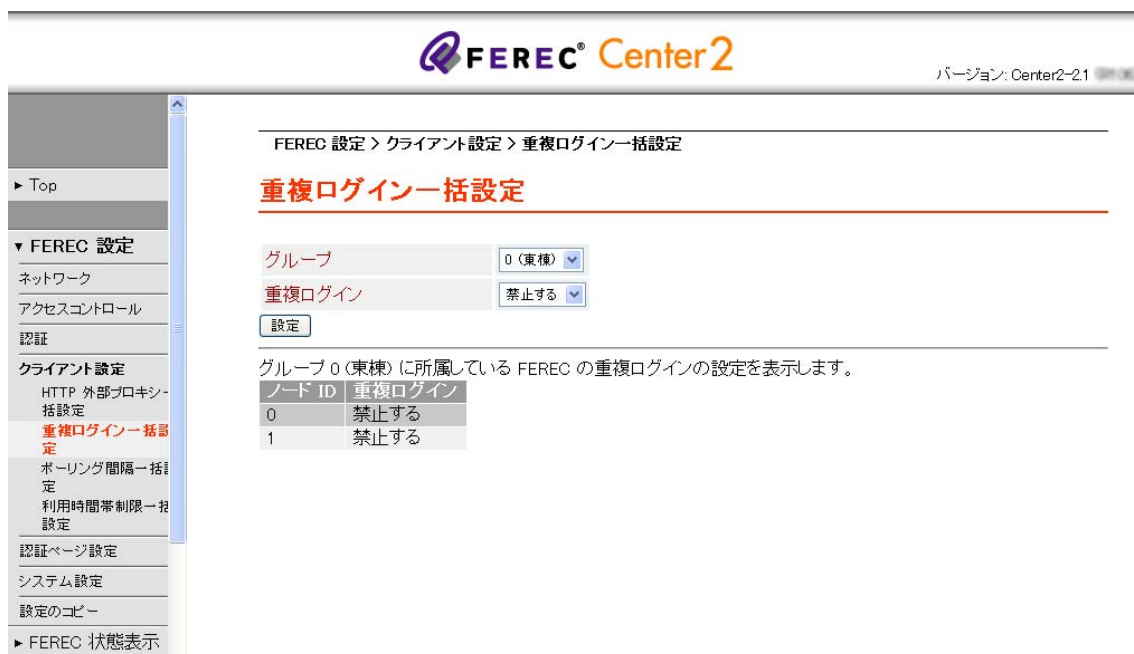 FEREC® Center2
バージョン: Center2-2.1
▶ Top
▼ FEREC 設定
ネットワーク
アクセスコントロール
認証
クライアント設定
HTTP 外部プロキシ一
括設定
重複ログイン一括設
定
ポーリング間隔一括設
定
利用時間帯制限一括
設定
認証ページ設定
システム設定
設定のコピー
▶ FEREC 状態表示
FEREC 設定 > クライアント設定 > 重複ログイン一括設定
重複ログイン一括設定
グループ 0 (東棟)
重複ログイン 禁止する
設定
グループ 0 (東棟) に所属している FEREC の重複ログインの設定を表示します。
ノード ID 重複ログイン
0 禁止する
1 禁止する